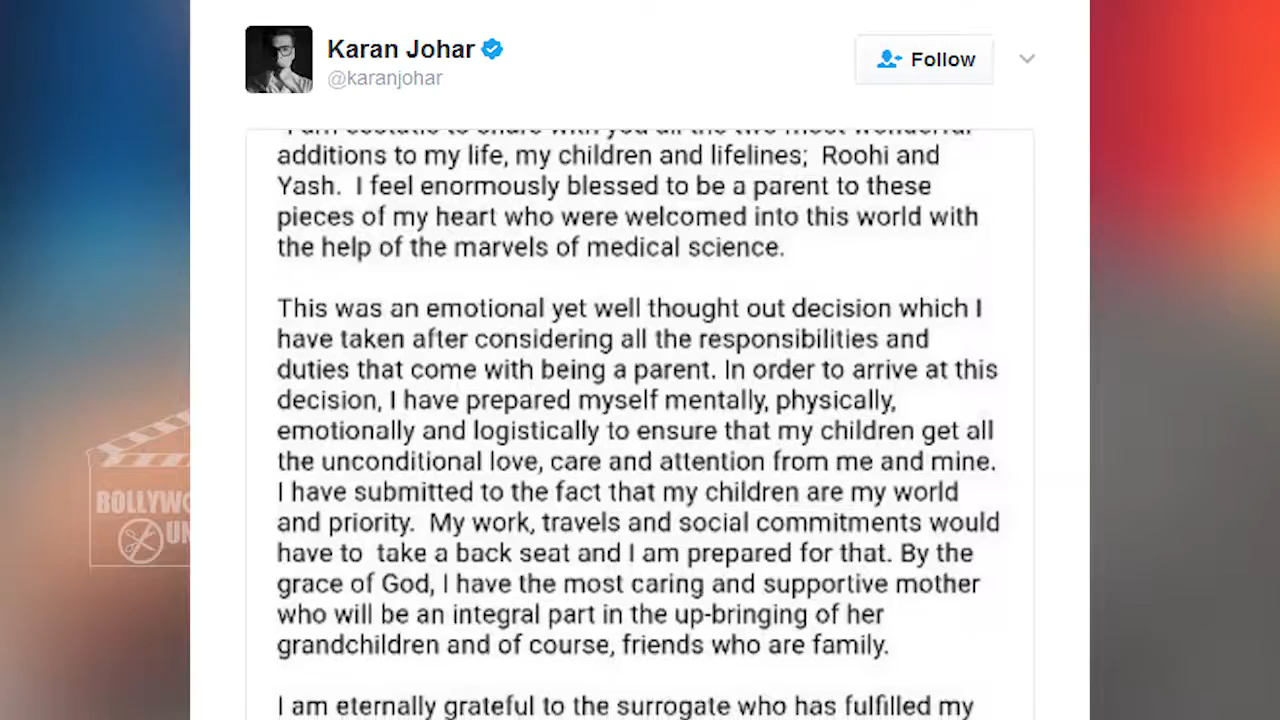 Karan Johar
@karanjohar
Follow
additions to my life, my children and lifelines; Roohi and
Yash. I feel enormously blessed to be a parent to these
pieces of my heart who were welcomed into this world with
the help of the marvels of medical science.
This was an emotional yet well thought out decision which I
have taken after considering all the responsibilities and
duties that come with being a parent. In order to arrive at this
decision, I have prepared myself mentally, physically,
emotionally and logistically to ensure that my children get all
the unconditional love, care and attention from me and mine.
I have submitted to the fact that my children are my world
and priority. My work, travels and social commitments would
have to take a back seat and I am prepared for that. By the
grace of God, I have the most caring and supportive mother
who will be an integral part in the up-bringing of her
grandchildren and of course, friends who are family.
I am eternally grateful to the surrogate who has fulfilled my
BOLLYWO
UN